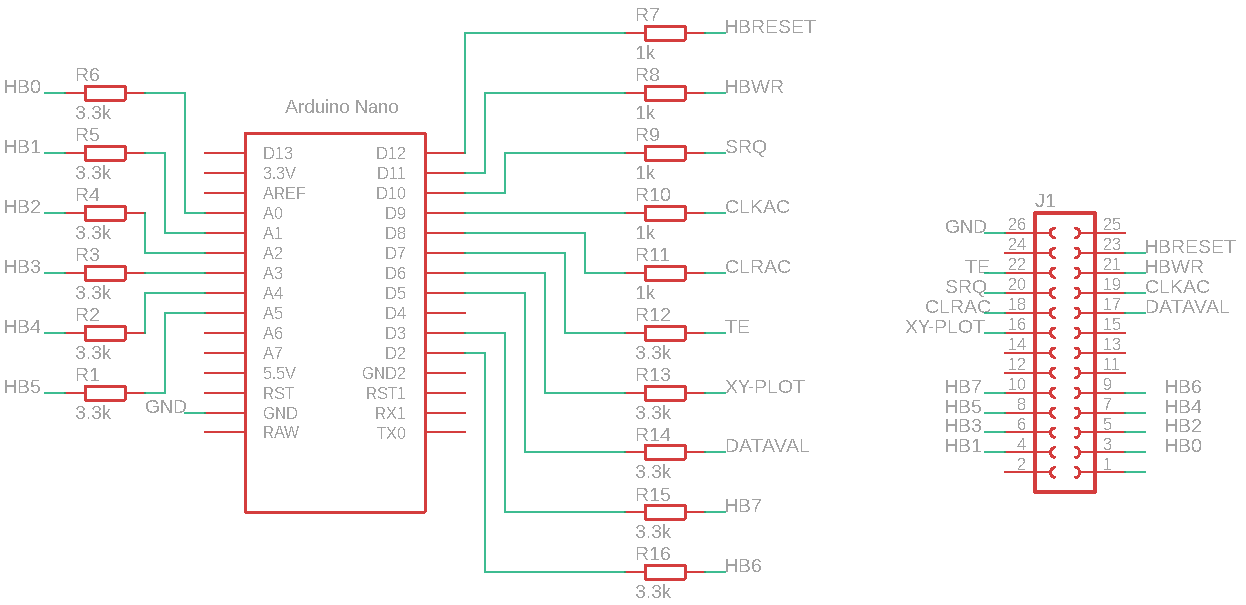 HB0 R6 3.3k
HB1 R5 3.3k
HB2 R4 3.3k
HB3 R3 3.3k
HB4 R2 3.3k
HB5 R1 3.3k
GND
Arduino Nano
D13 D12
3.3V D11
AREF D10
A0 D9
A1 D8
A2 D7
A3 D6
A4 D5
A5 D4
A6 D3
A7 D2
5.5V GND2
RST RST1
GND RX1
RAW TX0
R7 1k HBRESET
R8 1k HBWR
R9 1k SRQ
R10 1k CLKAC
R11 1k CLRAC
R12 3.3k TE
R13 3.3k XY-PLOT
R14 3.3k DATAVAL
R15 3.3k HB7
R16 3.3k HB6
J1
GND 26 25
24 23 HBRESET
TE 22 21 HBWR
SRQ 20 19 CLKAC
CLRAC 18 17 DATAVAL
XY-PLOT 16 15
14 13
12 11
HB7 10 9 HB6
HB5 8 7 HB4
HB3 6 5 HB2
HB1 4 3 HB0
2 1